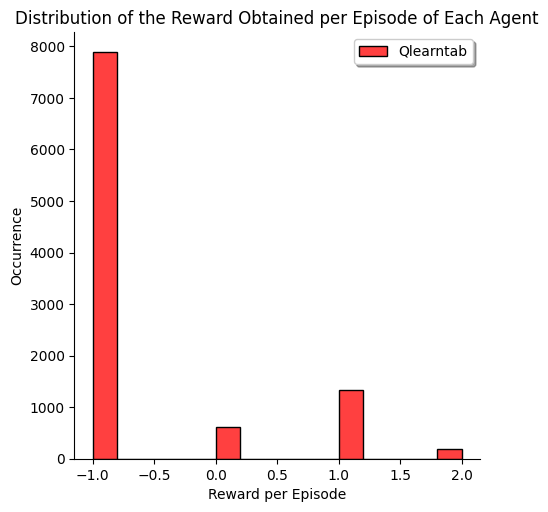 Distribution of the Reward Obtained per Episode of Each Agent
Qlearntab
8000
7000
6000
5000
4000
3000
2000
1000
0
Occurrence
−1.0 −0.5 0.0 0.5 1.0 1.5 2.0
Reward per Episode